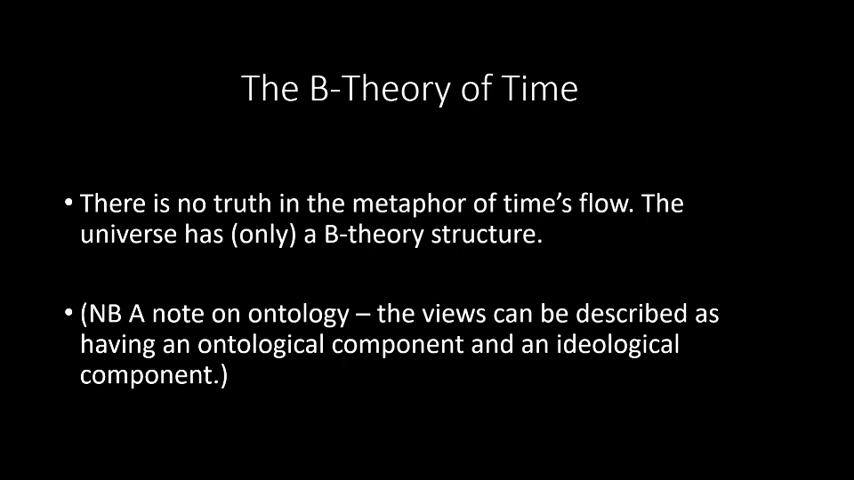 The B-Theory of Time
• There is no truth in the metaphor of time’s flow. The
universe has (only) a B-theory structure.
• (NB A note on ontology – the views can be described as
having an ontological component and an ideological
component.)